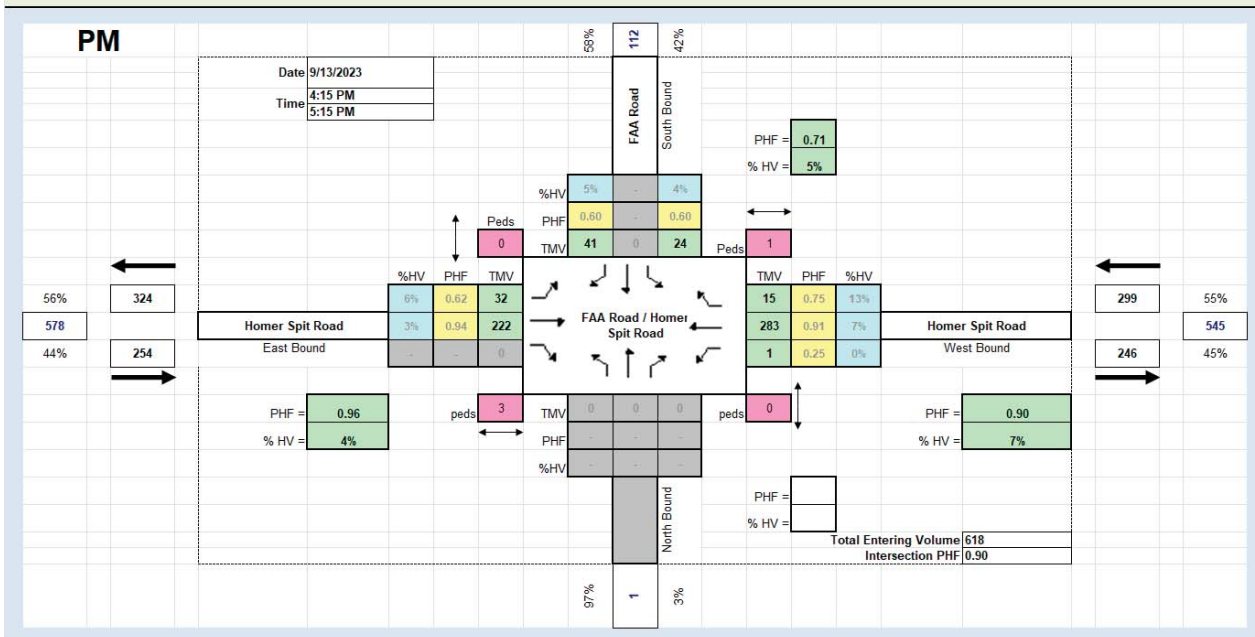 PM
58% 112 42%
Date 9/13/2023
Time 4:15 PM
5:15 PM
FAA Road
South Bound
PHF = 0.71
% HV = 5%
%HV 5% - 4%
PHF 0.60 - 0.60
TMV 41 0 24
Peds
0
Peds 1
%HV PHF TMV
6% 0.62 32
3% 0.94 222
- - 0
TMV PHF %HV
15 0.75 13%
283 0.91 7%
1 0.25 0%
56% 324
578
44% 254
299 55%
545
246 45%
Homer Spit Road
East Bound
FAA Road / Homer
Spit Road
Homer Spit Road
West Bound
PHF = 0.96
% HV = 4%
peds 3
TMV 0 0 0
PHF - - -
%HV - - -
peds 0
PHF = 0.90
% HV = 7%
North Bound
PHF =
% HV =
Total Entering Volume 618
Intersection PHF 0.90
97% 1 3%